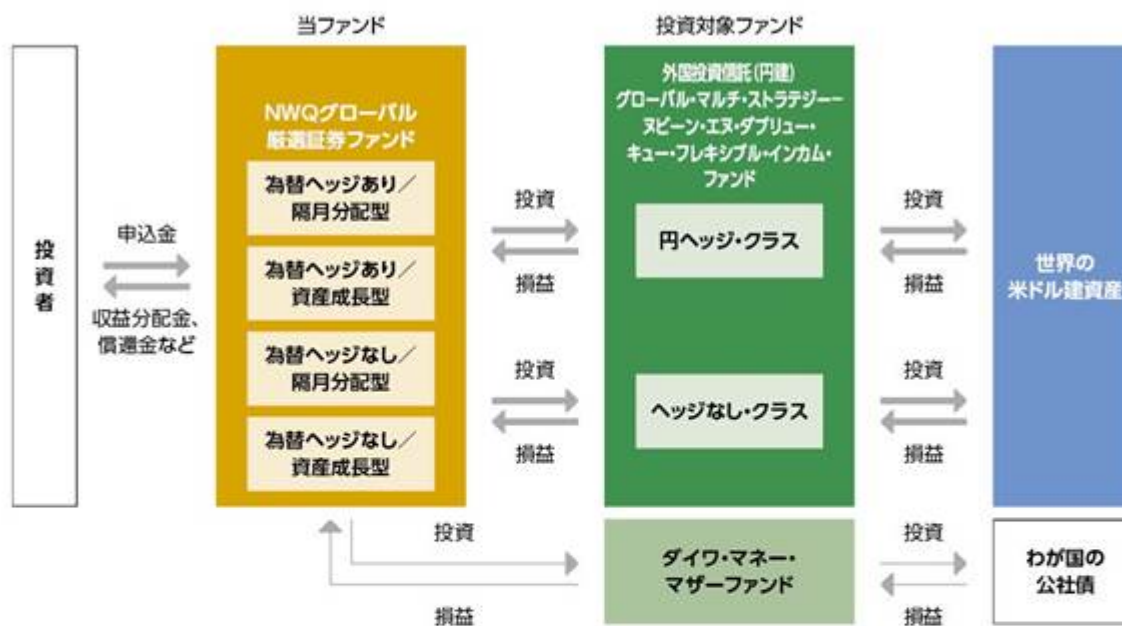 当ファンド
投資対象ファンド
投資者
申込金
収益分配金、
償還金など
NWQグローバル
厳選証券ファンド
為替ヘッジあり／
隔月分配型
為替ヘッジあり／
資産成長型
為替ヘッジなし／
隔月分配型
為替ヘッジなし／
資産成長型
投資
損益
投資
損益
外国投資信託(円建)
グローバル・マルチ・ストラテジー－
ヌビーン・エヌ・ダブリュー・
キュー・フレキシブル・インカム・
ファンド
円ヘッジ・クラス
ヘッジなし・クラス
投資
損益
投資
損益
世界の
米ドル建資産
投資
損益
ダイワ・マネー・
マザーファンド
投資
損益
わが国の
公社債